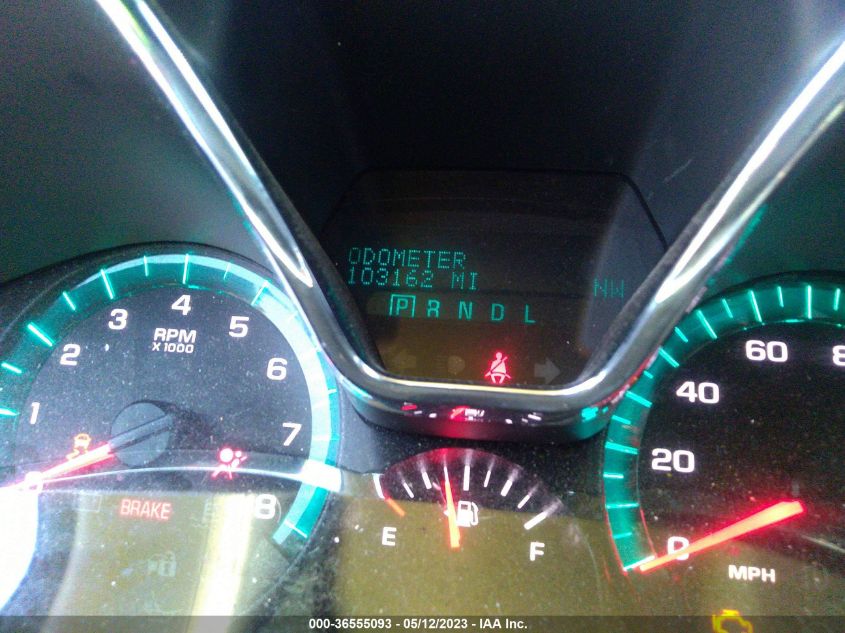 ODOMETER
103162 MI
NW
P R N D L
1 2 3 4 5 6 7 8
RPM
X 1000
BRAKE
E F
0 20 40 60
MPH
000-36555093 - 05/12/2023 - IAA Inc.